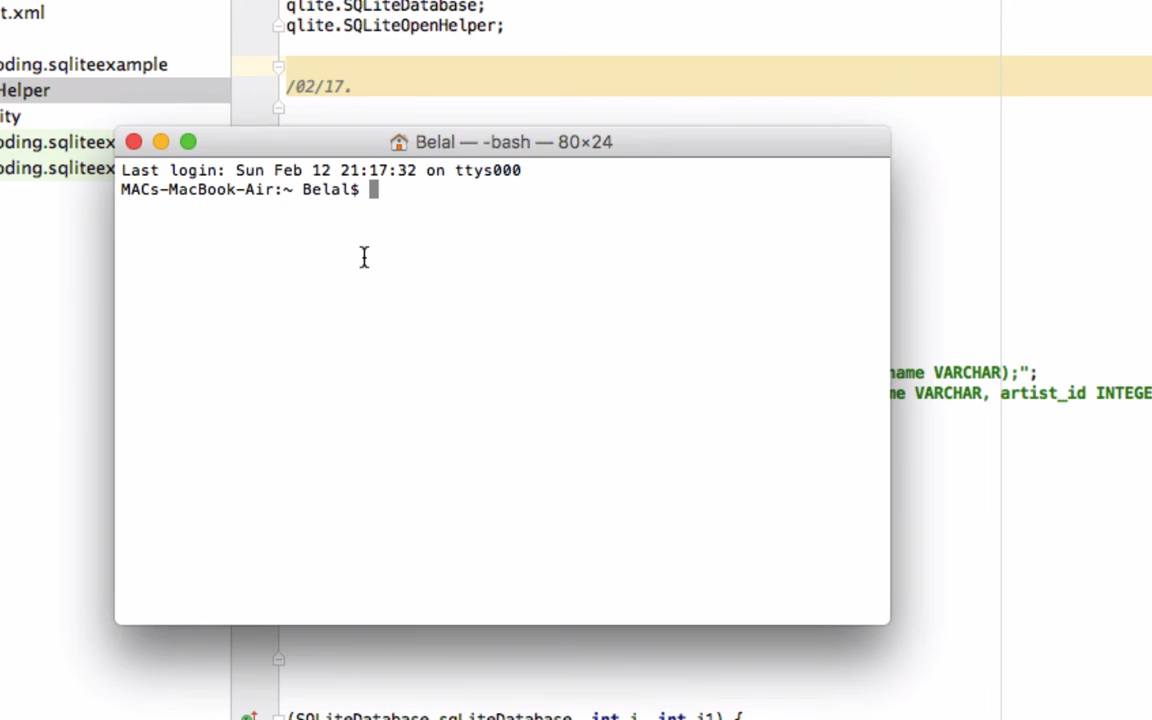 t.xml
qlite.SQLiteDatabase;
qlite.SQLiteOpenHelper;
oding.sqliteexample
Helper
/02/17.
ity
oding.sqliteex
oding.sqliteex
Belal — -bash — 80×24
Last login: Sun Feb 12 21:17:32 on ttys000
MACs-MacBook-Air:~ Belal$
name VARCHAR);";
me VARCHAR, artist_id INTEGE
(SQLiteDatabase sqLiteDatabase, int i, int i1) {